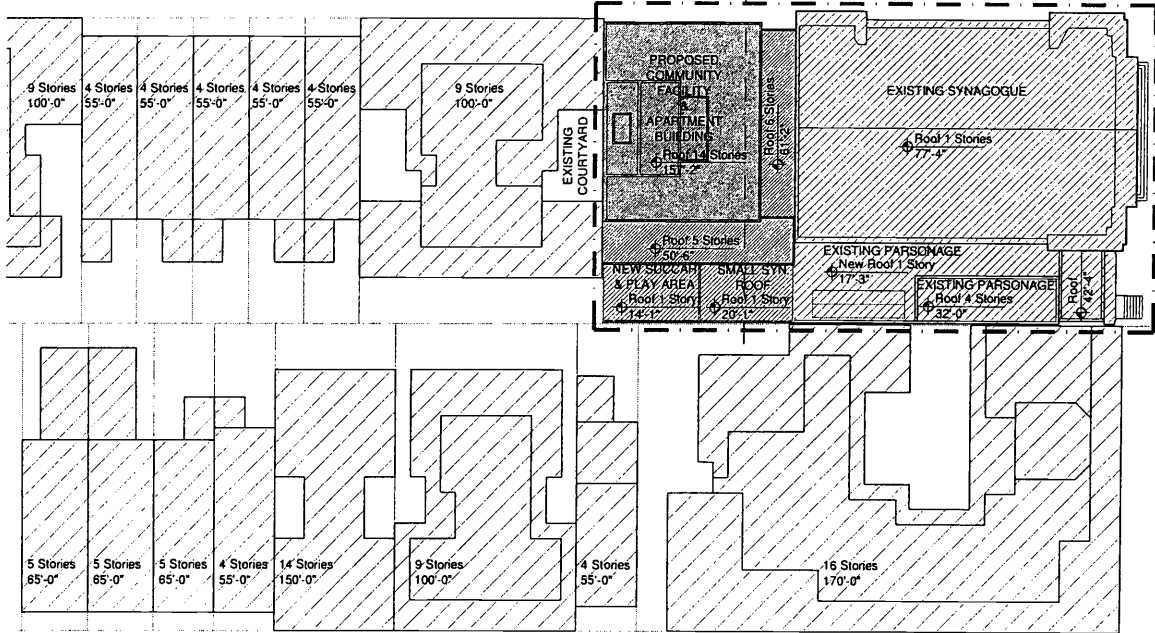 9 Stories
100'-0"
4 Stories
55'-0"
4 Stories
55'-0"
4 Stories
55'-0"
4 Stories
55'-0"
4 Stories
55'-0"
9 Stories
100'-0"
EXISTING
COURTYARD
PROPOSED
COMMUNITY
FACILITY
&
APARTMENT
BUILDING
Roof 14 Stories
Roof 6 Stories
EXISTING SYNAGOGUE
Roof 1 Stories
77'-4"
Roof 5 Stories
50'-6"
NEW SUCCAH
& PLAY AREA
Roof 1 Story
14'-1"
SMALL SYN
ROOF
Roof 1 Story
20'-1"
EXISTING PARSONAGE
New Roof 1 Story
17'-3"
EXISTING PARSONAGE
Roof 4 Stories
32'-0"
Roof
42'-4"
5 Stories
65'-0"
5 Stories
65'-0"
5 Stories
65'-0"
4 Stories
55'-0"
14 Stories
150'-0"
9 Stories
100'-0"
4 Stories
55'-0"
16 Stories
170'-0"